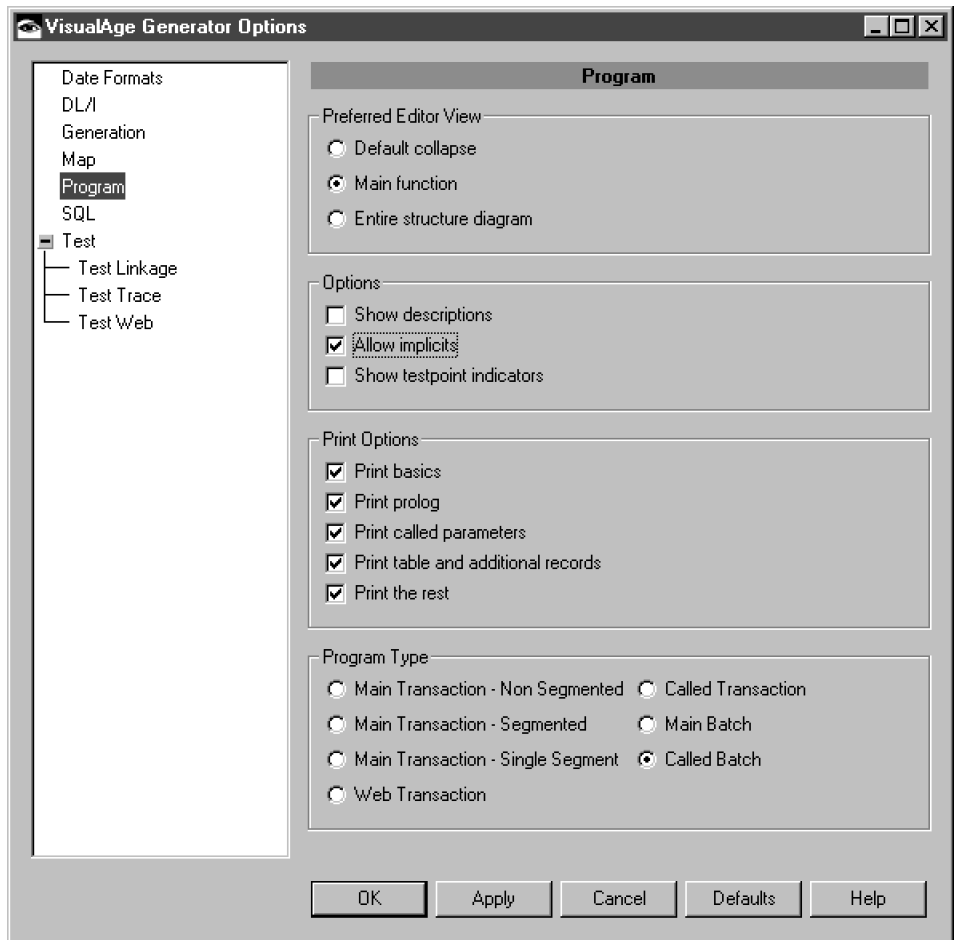 VisualAge Generator Options
Date Formats
DL/I
Generation
Map
Program
SQL
Test
Test Linkage
Test Trace
Test Web
Program
Preferred Editor View
Default collapse
Main function
Entire structure diagram
Options
Show descriptions
Allow implicits
Show testpoint indicators
Print Options
Print basics
Print prolog
Print called parameters
Print table and additional records
Print the rest
Program Type
Main Transaction - Non Segmented Called Transaction
Main Transaction - Segmented Main Batch
Main Transaction - Single Segment Called Batch
Web Transaction
OK Apply Cancel Defaults Help